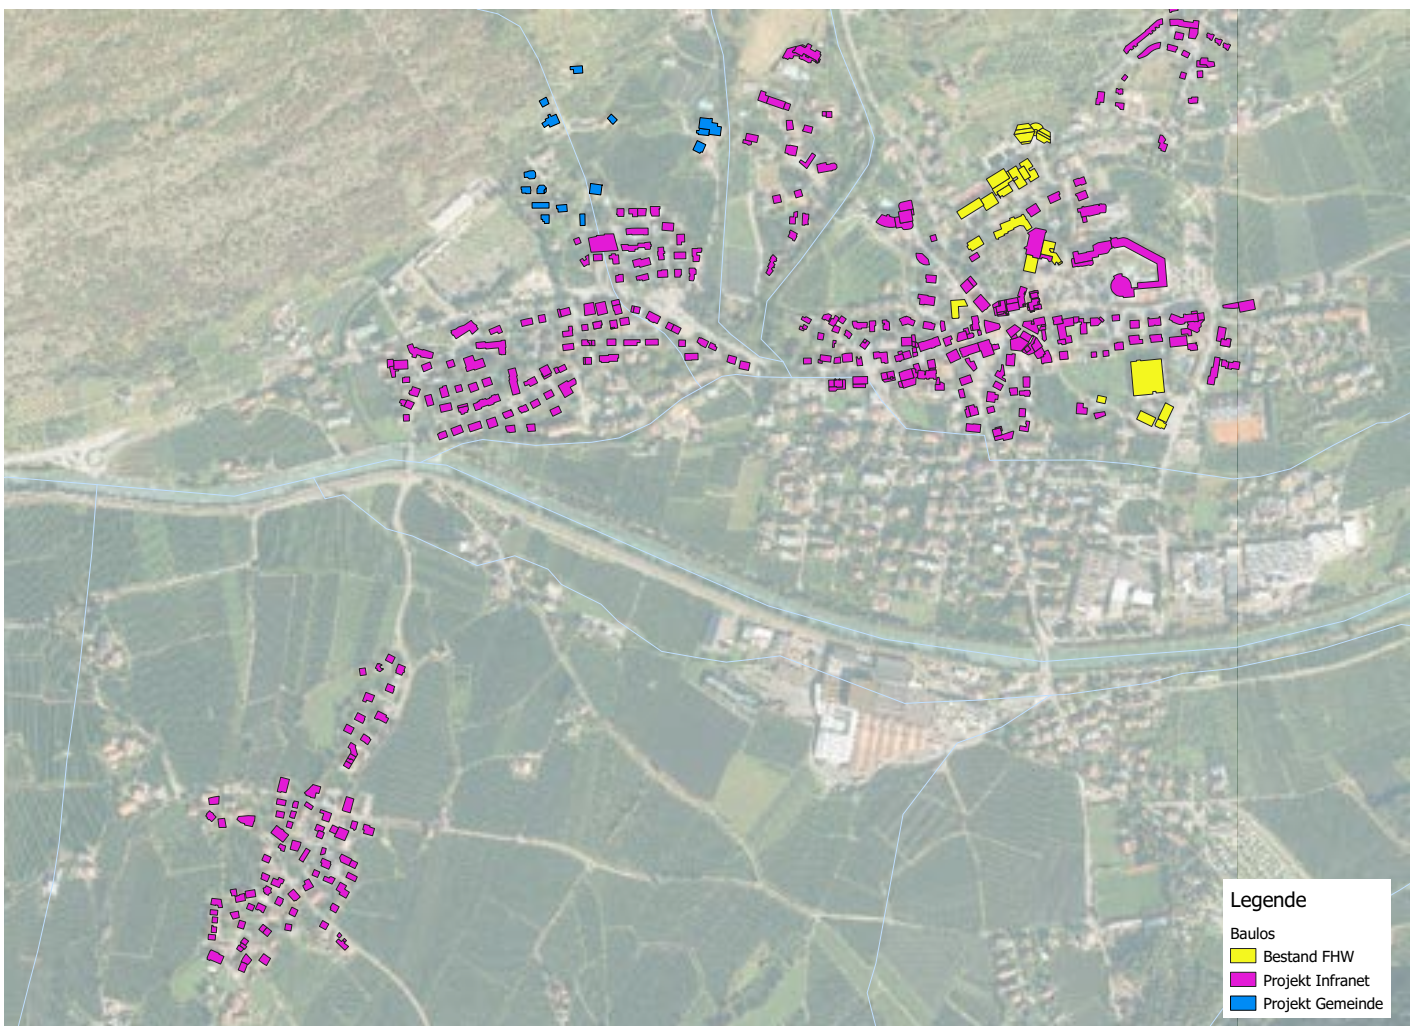 Legende
Baulos
Bestand FHW
Projekt Infranet
Projekt Gemeinde